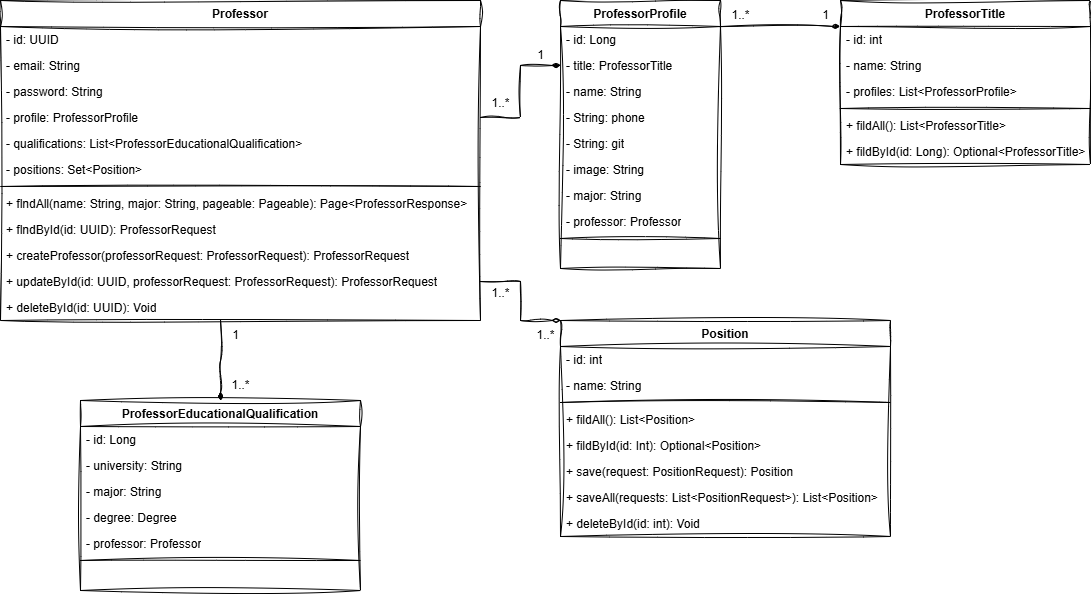 Professor
- id: UUID
- email: String
- password: String
- profile: ProfessorProfile
- qualifications: List<ProfessorEducationalQualification>
- positions: Set<Position>
+ fIndAll(name: String, major: String, pageable: Pageable): Page<ProfessorResponse>
+ fIndById(id: UUID): ProfessorRequest
+ createProfessor(professorRequest: ProfessorRequest): ProfessorRequest
+ updateById(id: UUID, professorRequest: ProfessorRequest): ProfessorRequest
+ deleteById(id: UUID): Void
1
1..*
ProfessorProfile
- id: Long
- title: ProfessorTitle
- name: String
- String: phone
- String: git
- image: String
- major: String
- professor: Professor
1..*
1
ProfessorTitle
- id: int
- name: String
- profiles: List<ProfessorProfile>
+ fildAll(): List<ProfessorTitle>
+ fildById(id: Long): Optional<ProfessorTitle>
1..*
1..*
Position
- id: int
- name: String
+ fildAll(): List<Position>
+ fildById(id: Int): Optional<Position>
+ save(request: PositionRequest): Position
+ saveAll(requests: List<PositionRequest>): List<Position>
+ deleteById(id: int): Void
1
1..*
ProfessorEducationalQualification
- id: Long
- university: String
- major: String
- degree: Degree
- professor: Professor